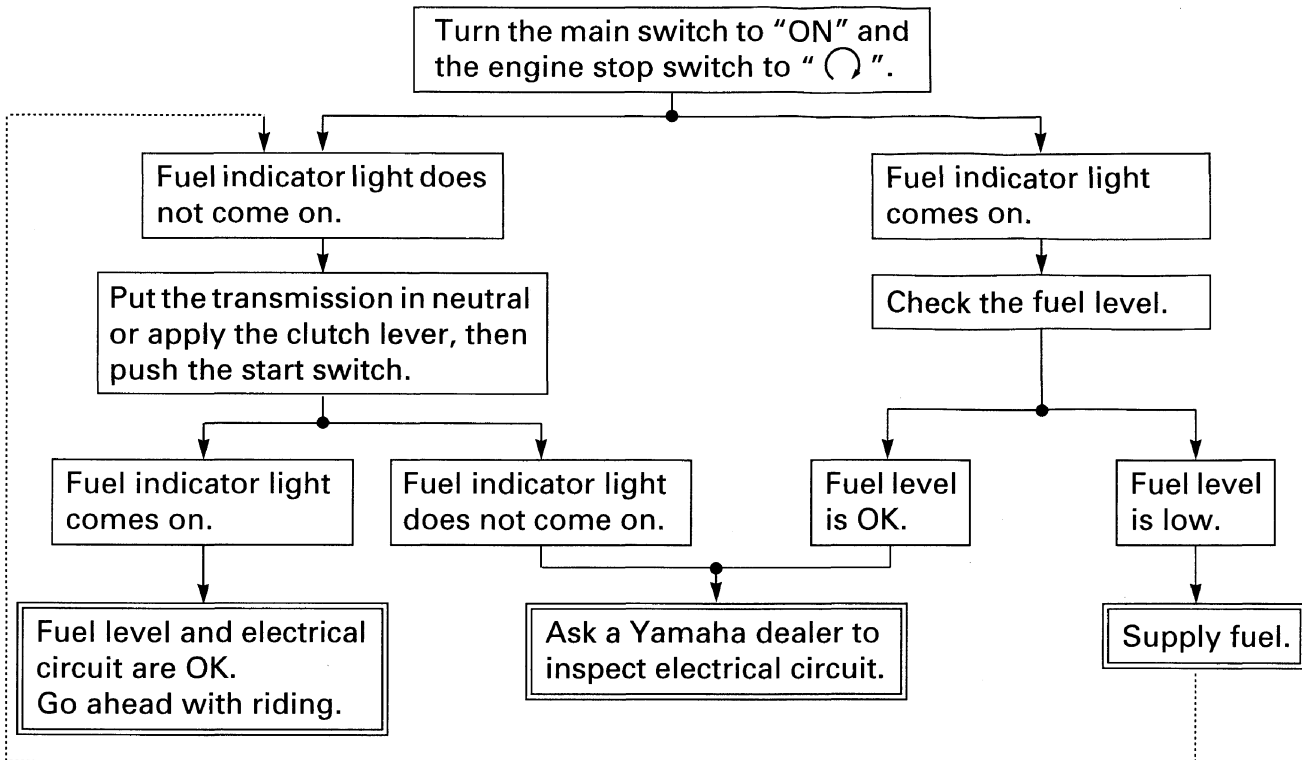 Turn the main switch to “ON” and
the engine stop switch to “ ”.
Fuel indicator light does
not come on.
Fuel indicator light
comes on.
Put the transmission in neutral
or apply the clutch lever, then
push the start switch.
Check the fuel level.
Fuel indicator light
comes on.
Fuel indicator light
does not come on.
Fuel level
is OK.
Fuel level
is low.
Fuel level and electrical
circuit are OK.
Go ahead with riding.
Ask a Yamaha dealer to
inspect electrical circuit.
Supply fuel.